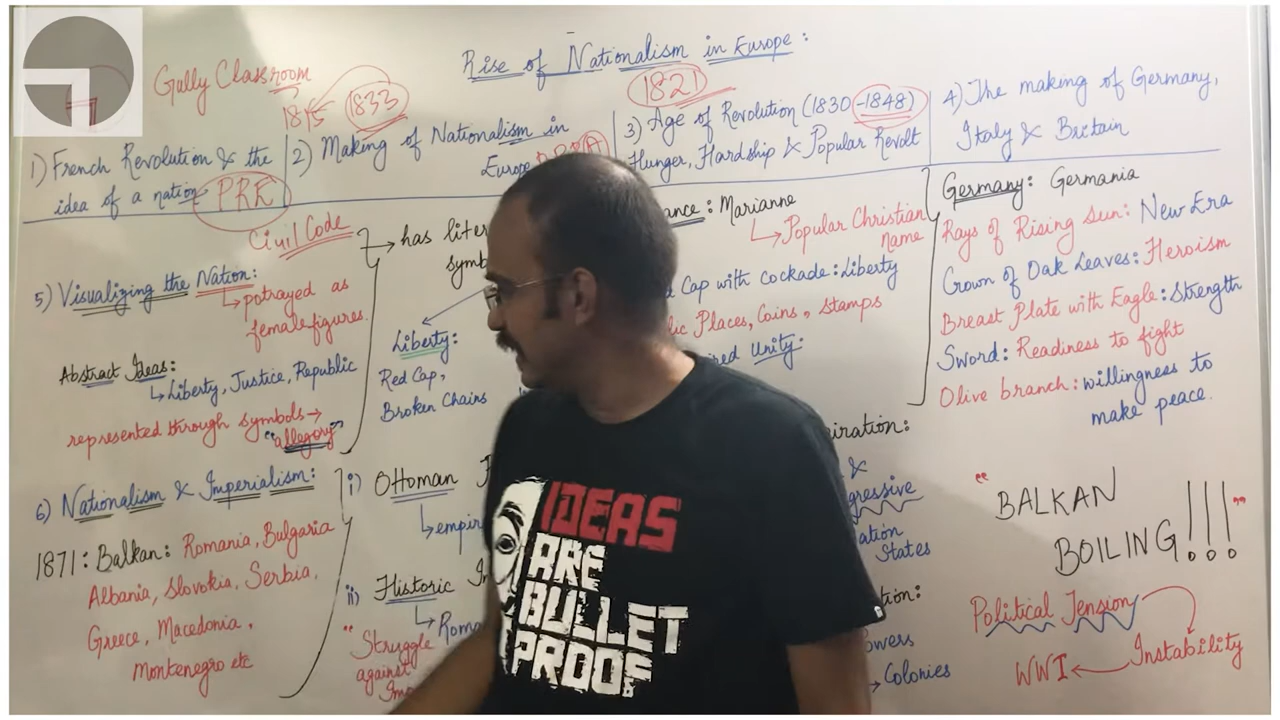 Rise of Nationalism in Europe:
Gully Classroom
1815
1833
1821
1) French Revolution & the
idea of a nation
PRE
2) Making of Nationalism in
Europe
3) Age of Revolution (1830-1848)
Hunger, Hardship & Popular Revolt
4) The making of Germany,
Italy & Britain
Civil Code
5) Visualizing the Nation:
potrayed as
female figures.
Abstract Ideas:
Liberty, Justice, Republic
represented through symbols →
"allegory"
6) Nationalism & Imperialism:
1871: Balkan: Romania, Bulgaria
Albania, Slovokia, Serbia,
Greece, Macedonia,
Montenegro etc
→ has liter
symb
Liberty:
Red Cap,
Broken Chains
i) Ottoman
empir
ii) Historic
Roma
"Struggle
against
ance: Marianne
Popular Christian
Name
Cap with cockade: Liberty
lic Places, Coins, stamps
ired Unity:
iration:
&
gressive
ation
States
tion:
owers
→ Colonies
Germany: Germania
Rays of Rising Sun: New Era
Crown of Oak Leaves: Heroism
Breast Plate with Eagle: Strength
Sword: Readiness to fight
Olive branch: willingness to
make peace.
"BALKAN
BOILING!!!"
Political Tension
Instability
WWI
IDEAS
ARE
BULLET
PROOF